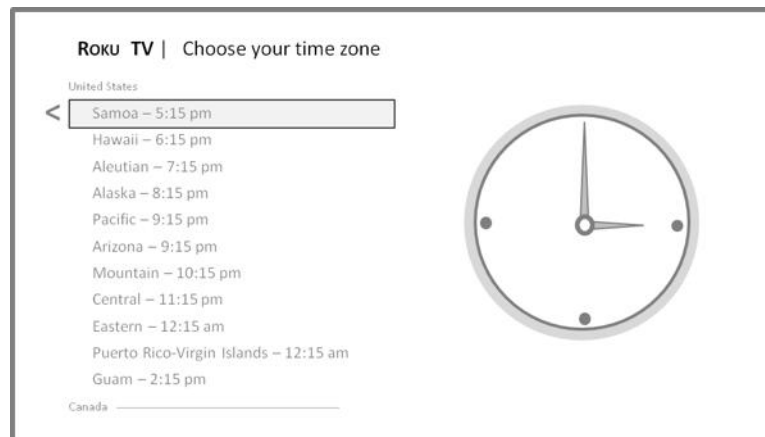 ROKU TV | Choose your time zone
United States
<
Samoa – 5:15 pm
Hawaii – 6:15 pm
Aleutian – 7:15 pm
Alaska – 8:15 pm
Pacific – 9:15 pm
Arizona – 9:15 pm
Mountain – 10:15 pm
Central – 11:15 pm
Eastern – 12:15 am
Puerto Rico-Virgin Islands – 12:15 am
Guam – 2:15 pm
Canada